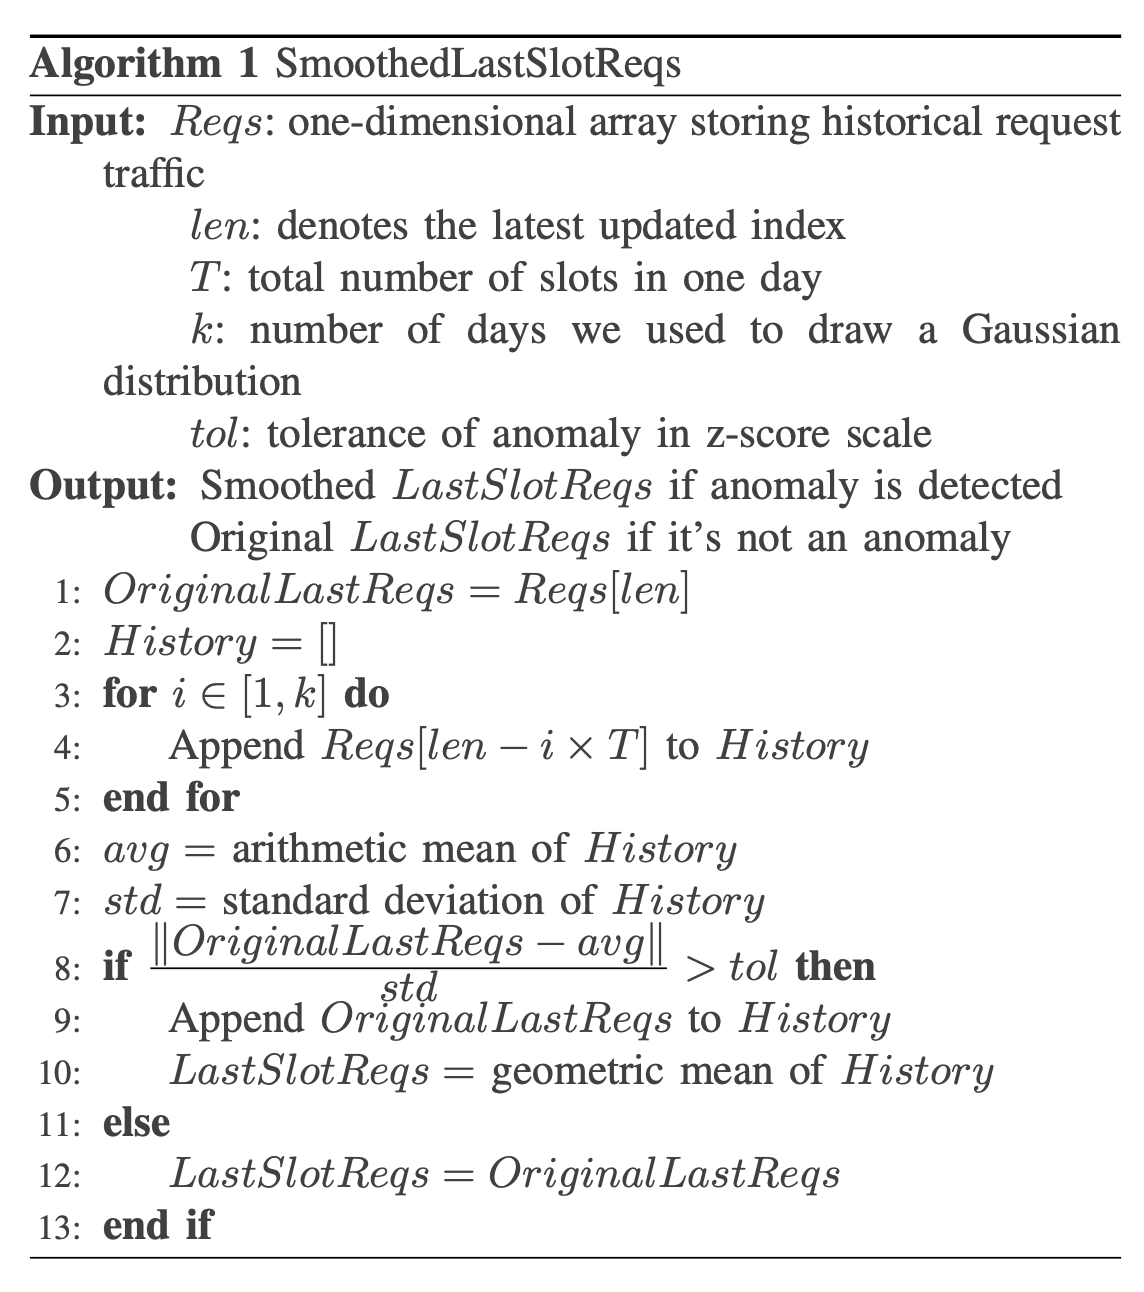 Algorithm 1 SmoothedLastSlotReqs
Input: Reqs: one-dimensional array storing historical request
traffic
len: denotes the latest updated index
T: total number of slots in one day
k: number of days we used to draw a Gaussian
distribution
tol: tolerance of anomaly in z-score scale
Output: Smoothed LastSlotReqs if anomaly is detected
Original LastSlotReqs if it's not an anomaly
1: OriginalLastReqs = Reqs[len]
2: History = []
3: for i ∈ [1, k] do
4: Append Reqs[len − i × T] to History
5: end for
6: avg = arithmetic mean of History
7: std = standard deviation of History
8: if ‖OriginalLastReqs − avg‖ / std > tol then
9: Append OriginalLastReqs to History
10: LastSlotReqs = geometric mean of History
11: else
12: LastSlotReqs = OriginalLastReqs
13: end if